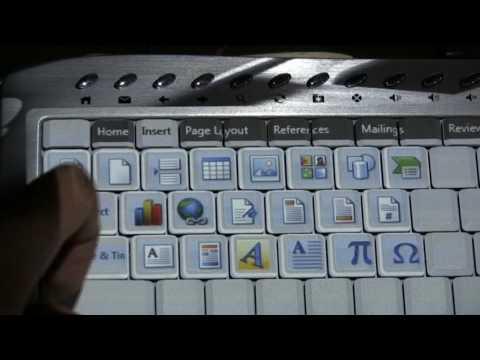 Home Insert Page Layout References Mailings Review
A
#
& Tin
A A A π Ω